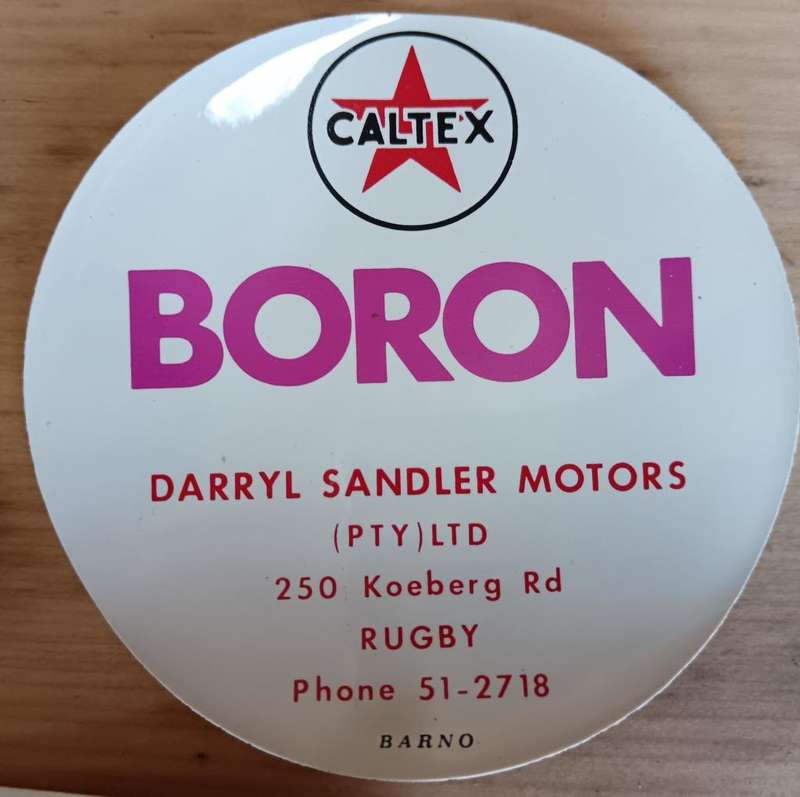 CALTEX
BORON
DARRYL SANDLER MOTORS
(PTY)LTD
250 Koeberg Rd
RUGBY
Phone 51-2718
BARNO